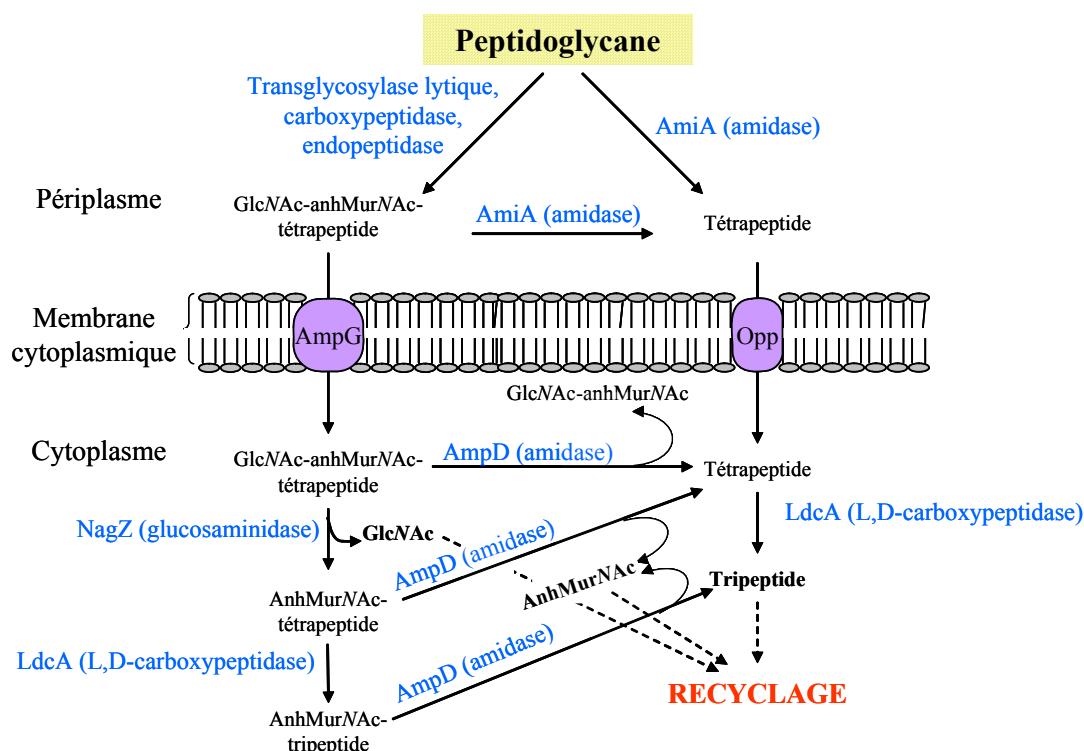 Peptidoglycane
Transglycosylase lytique,
carboxypeptidase,
endopeptidase
AmiA (amidase)
Périplasme
GlcNAc-anhMurNAc-
tétrapeptide
AmiA (amidase)
Tétrapeptide
Membrane
cytoplasmique
AmpG
Opp
GlcNAc-anhMurNAc
Cytoplasme
GlcNAc-anhMurNAc-
tétrapeptide
AmpD (amidase)
Tétrapeptide
NagZ (glucosaminidase)
GlcNAc
LdcA (L,D-carboxypeptidase)
AmpD (amidase)
AnhMurNAc
Tripeptide
AnhMurNAc-
tétrapeptide
LdcA (L,D-carboxypeptidase)
AmpD (amidase)
RECYCLAGE
AnhMurNAc-
tripeptide